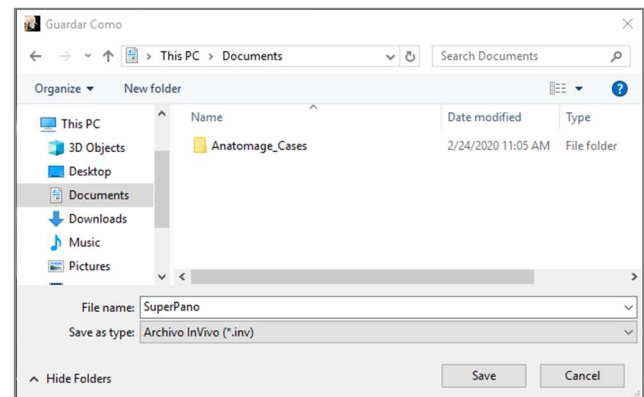 Guardar Como
This PC > Documents
Search Documents
Organize
New folder
Name
Date modified
Type
This PC
3D Objects
Desktop
Documents
Downloads
Music
Pictures
Anatomage_Cases
2/24/2020 11:05 AM
File folder
File name: SuperPano
Save as type: Archivo InVivo (*.inv)
Hide Folders
Save
Cancel